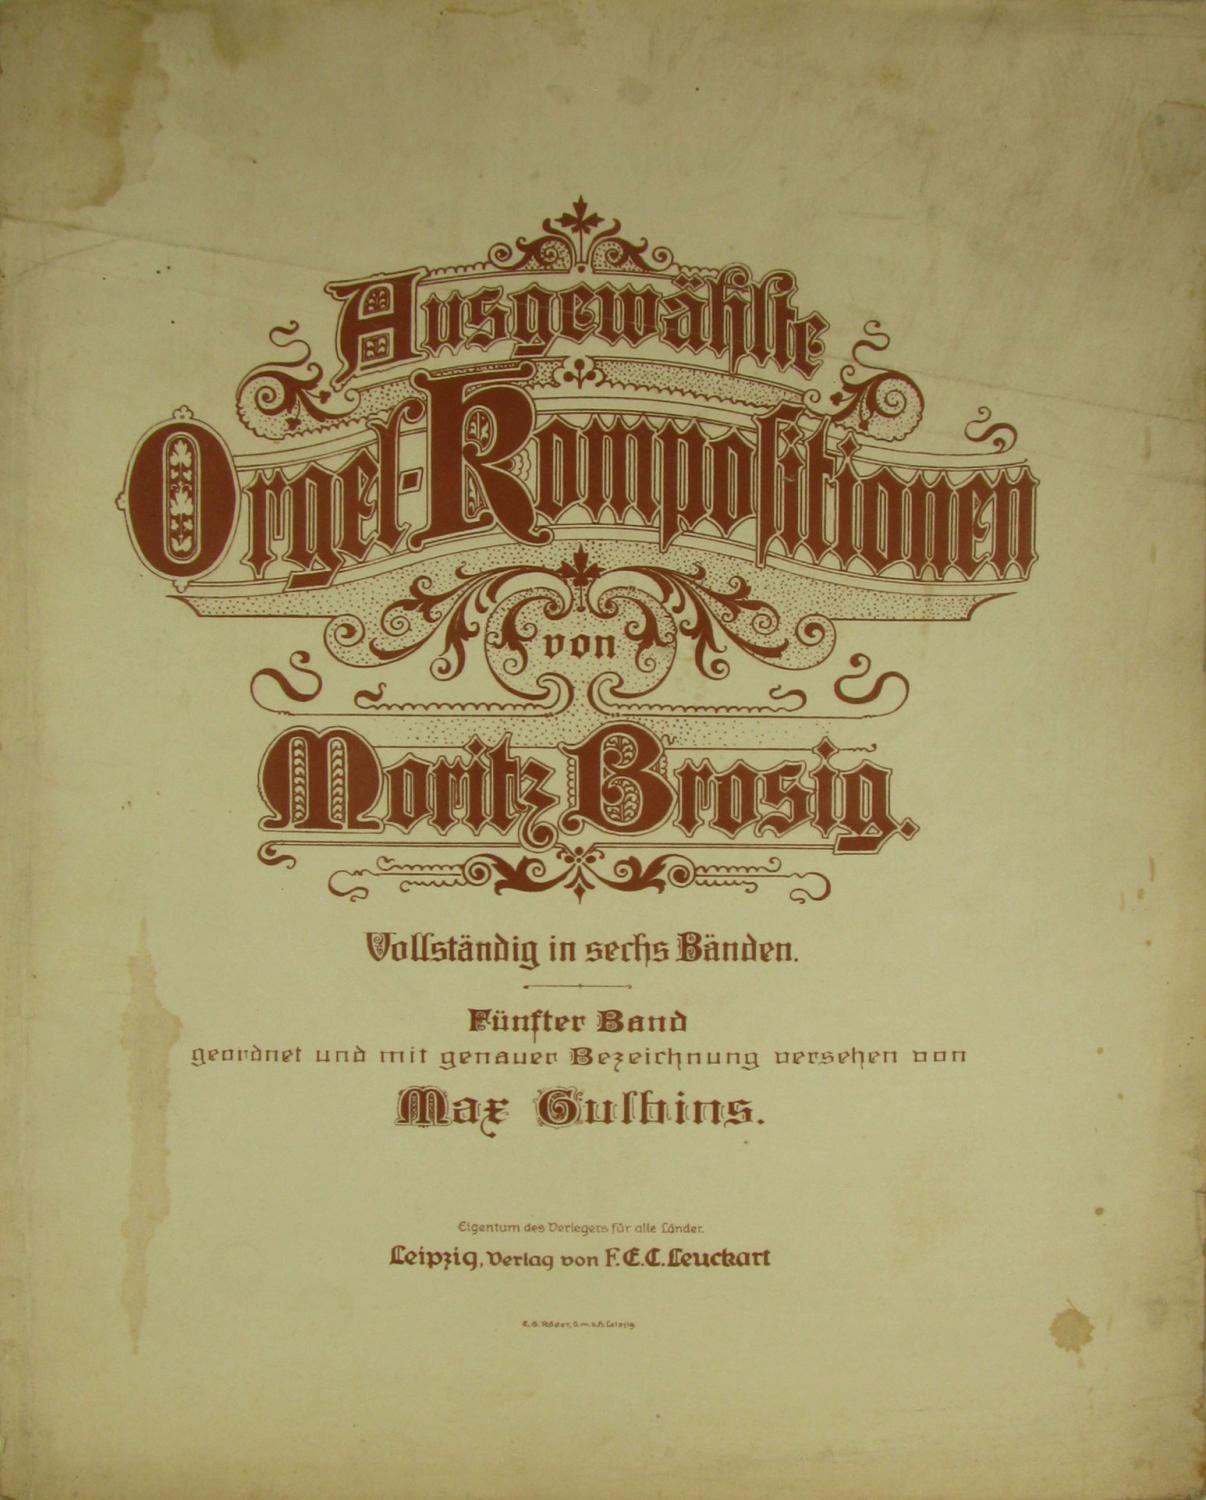 Ausgewählte
Orgel-Kompositionen
von
Moritz Brosig.
Vollständig in sechs Bänden.
Fünfter Band
geordnet und mit genauer Bezeichnung versehen von
Max Gulbins.
Eigentum des Verlegers für alle Länder.
Leipzig, Verlag von F.E.C. Leuckart
C.G. Röder, G.m.b.H. Leipzig